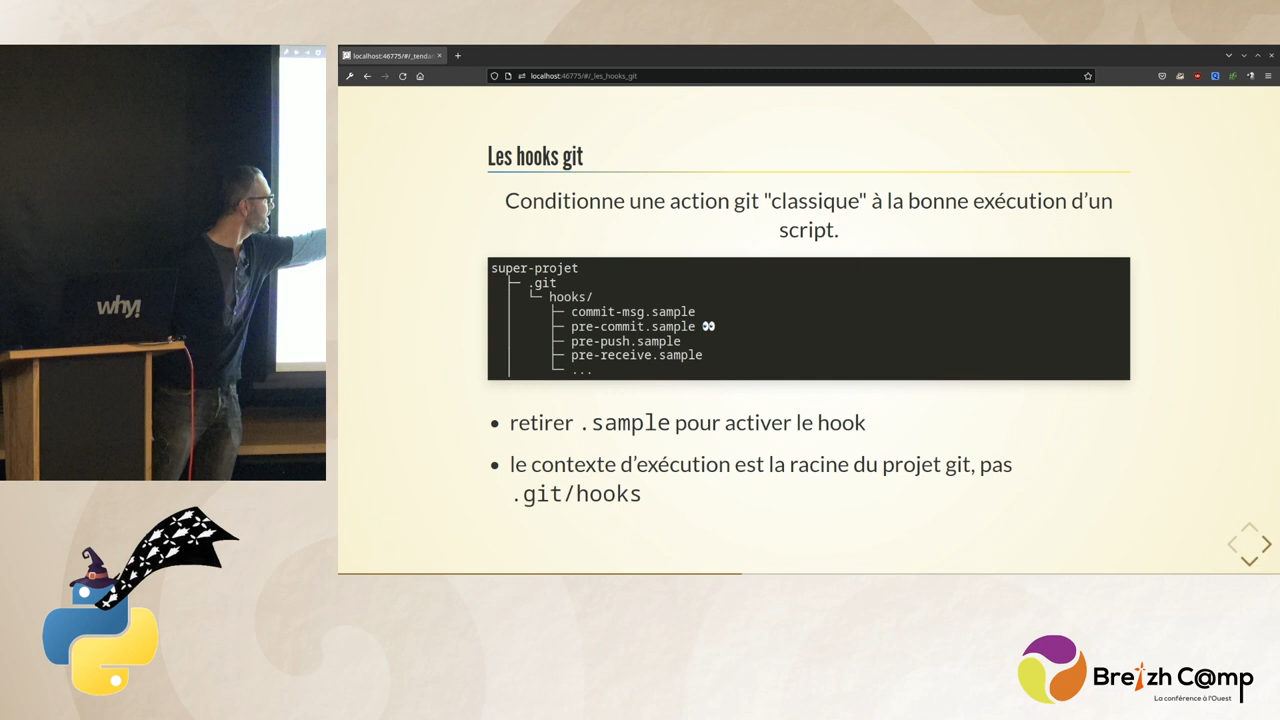 localhost:46775/#/_tenda
localhost:46775/#/_les_hooks_git
why!
Les hooks git
Conditionne une action git "classique" à la bonne exécution d’un
script.
super-projet
├─ .git
│ └─ hooks/
│ ├─ commit-msg.sample
│ ├─ pre-commit.sample 👀
│ ├─ pre-push.sample
│ ├─ pre-receive.sample
│ └─ ...
• retirer .sample pour activer le hook
• le contexte d’exécution est la racine du projet git, pas
.git/hooks
Breizh C@mp
La conférence à l'Ouest